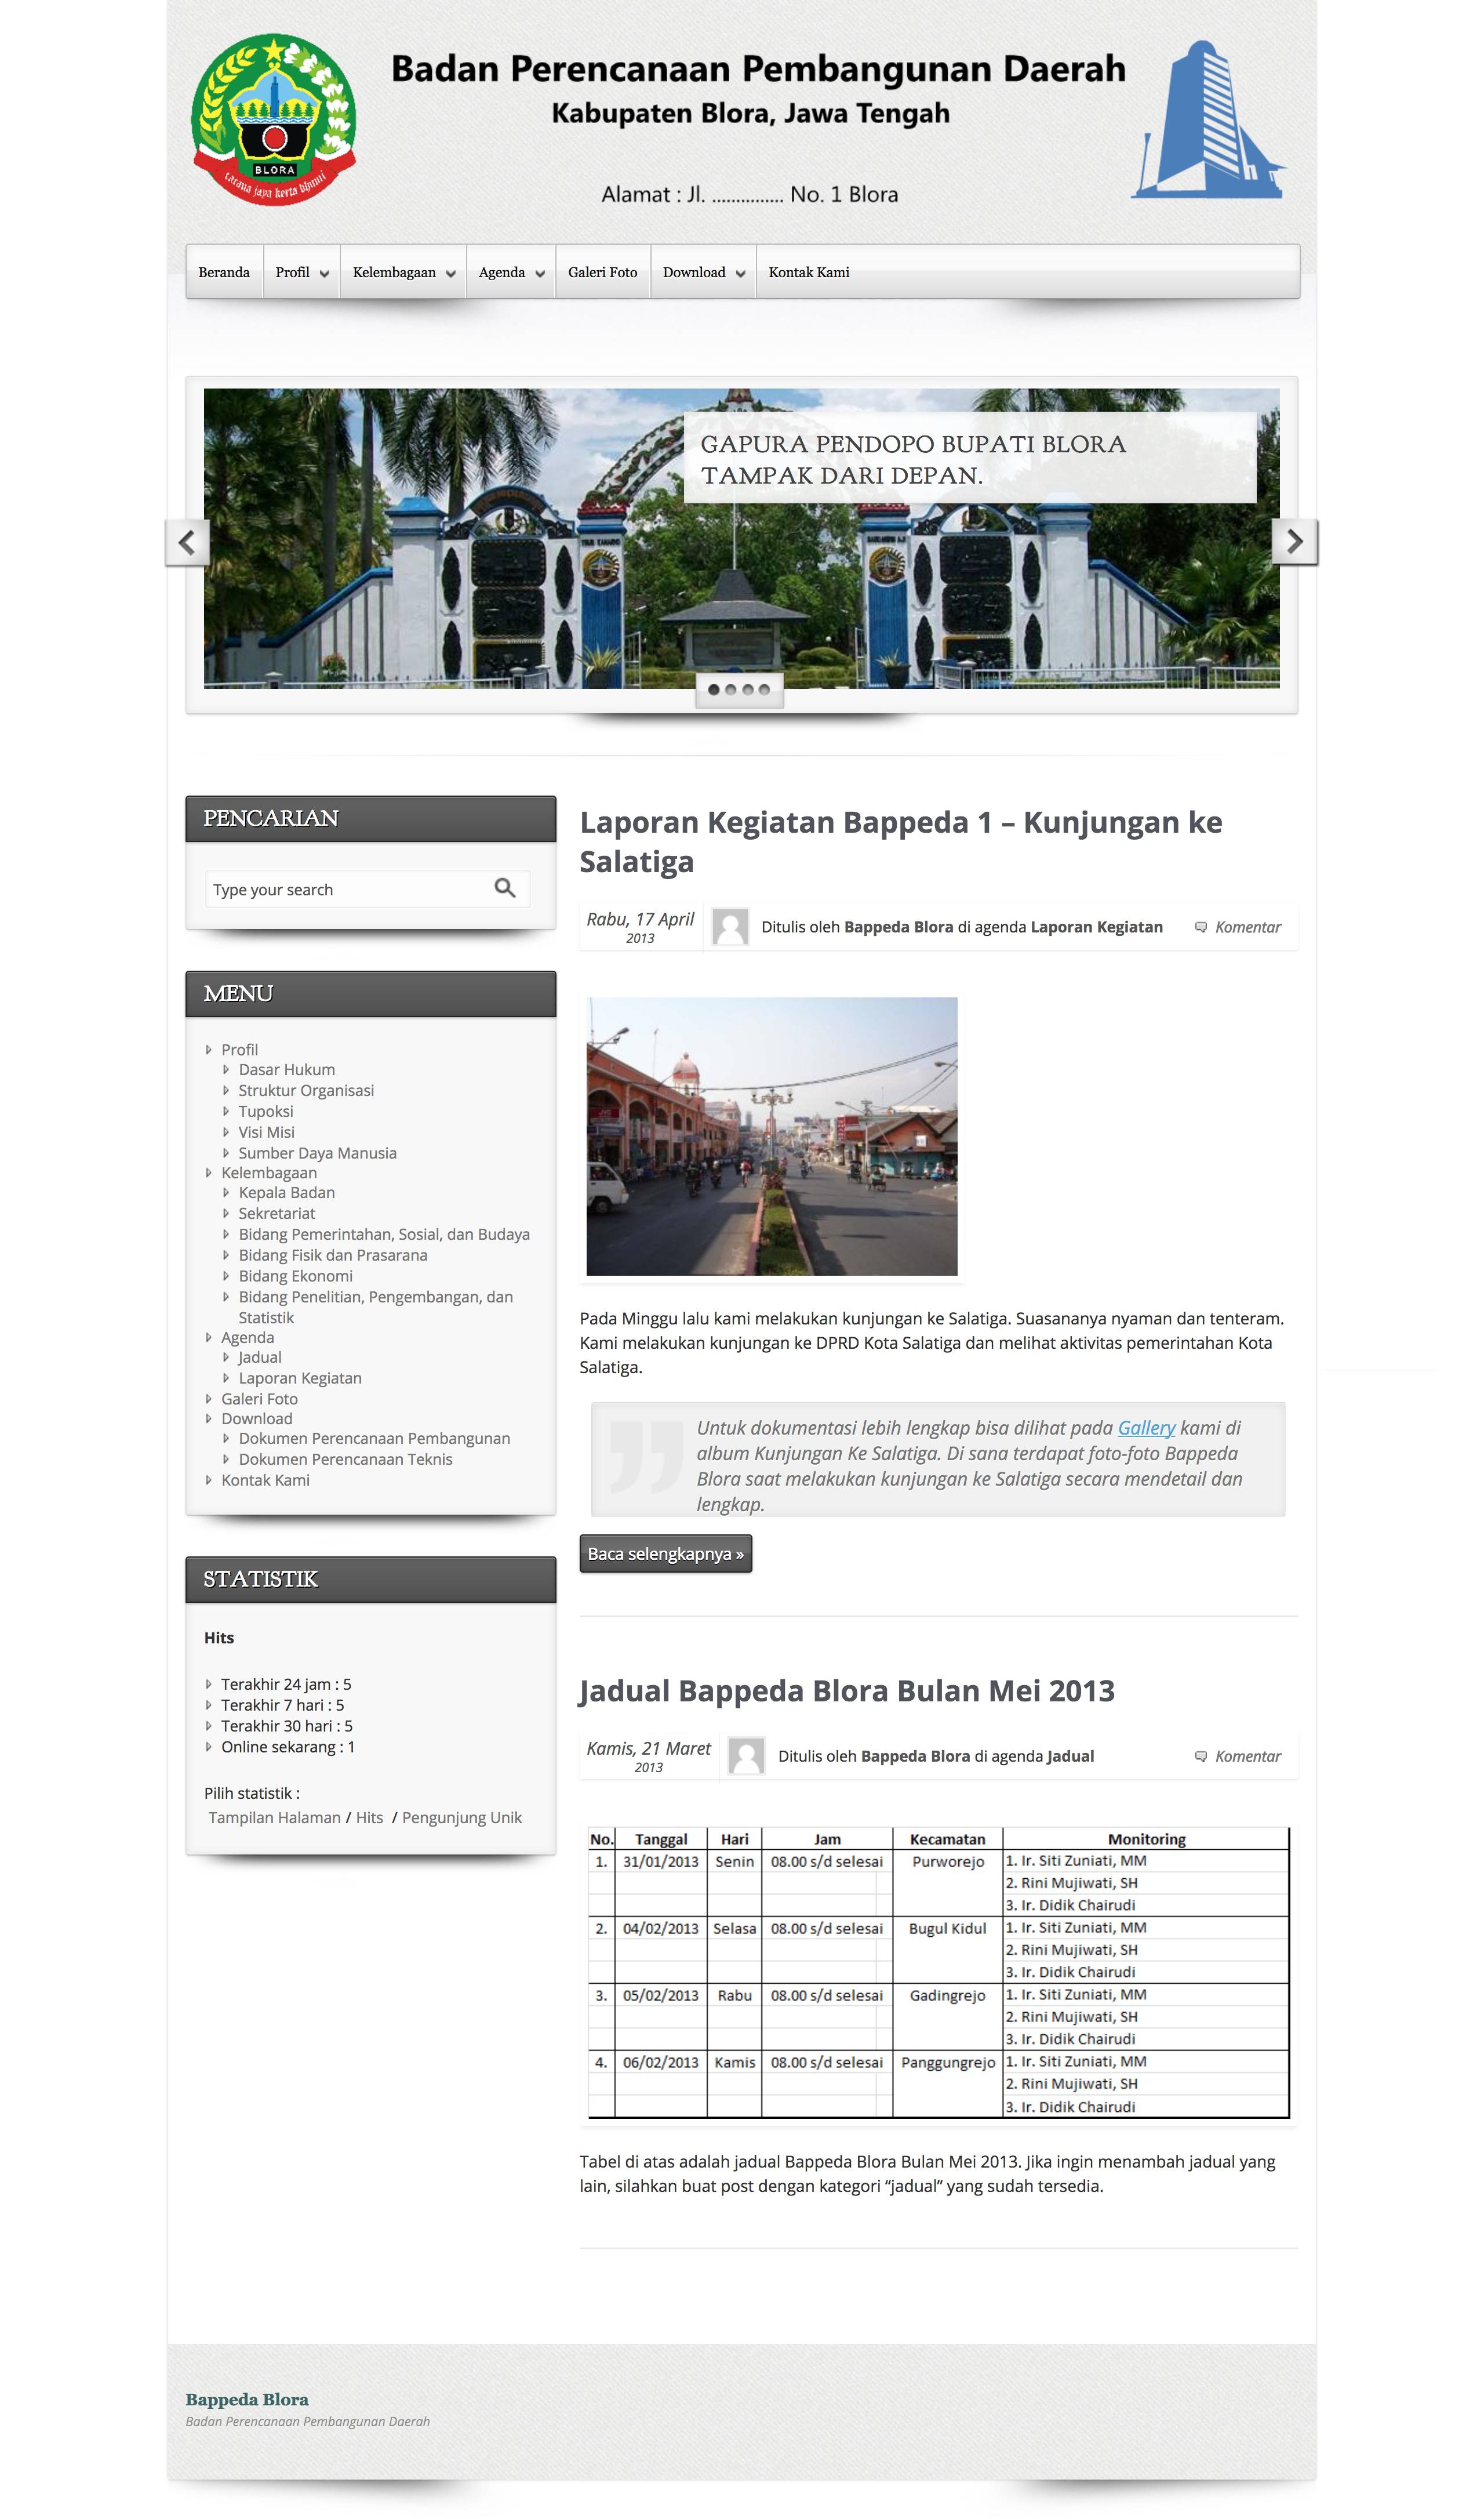 BLORA
cacana jaya kerta bhumi
Badan Perencanaan Pembangunan Daerah
Kabupaten Blora, Jawa Tengah
Alamat : Jl. ............... No. 1 Blora
Beranda
Profil
Kelembagaan
Agenda
Galeri Foto
Download
Kontak Kami
GAPURA PENDOPO BUPATI BLORA
TAMPAK DARI DEPAN.
PENCARIAN
Type your search
MENU
Profil
Dasar Hukum
Struktur Organisasi
Tupoksi
Visi Misi
Sumber Daya Manusia
Kelembagaan
Kepala Badan
Sekretariat
Bidang Pemerintahan, Sosial, dan Budaya
Bidang Fisik dan Prasarana
Bidang Ekonomi
Bidang Penelitian, Pengembangan, dan
Statistik
Agenda
Jadual
Laporan Kegiatan
Galeri Foto
Download
Dokumen Perencanaan Pembangunan
Dokumen Perencanaan Teknis
Kontak Kami
STATISTIK
Hits
Terakhir 24 jam : 5
Terakhir 7 hari : 5
Terakhir 30 hari : 5
Online sekarang : 1
Pilih statistik :
Tampilan Halaman / Hits / Pengunjung Unik
Laporan Kegiatan Bappeda 1 – Kunjungan ke
Salatiga
Rabu, 17 April
2013
Ditulis oleh Bappeda Blora di agenda Laporan Kegiatan
Komentar
Pada Minggu lalu kami melakukan kunjungan ke Salatiga. Suasananya nyaman dan tenteram.
Kami melakukan kunjungan ke DPRD Kota Salatiga dan melihat aktivitas pemerintahan Kota
Salatiga.
Untuk dokumentasi lebih lengkap bisa dilihat pada Gallery kami di
album Kunjungan Ke Salatiga. Di sana terdapat foto-foto Bappeda
Blora saat melakukan kunjungan ke Salatiga secara mendetail dan
lengkap.
Baca selengkapnya »
Jadual Bappeda Blora Bulan Mei 2013
Kamis, 21 Maret
2013
Ditulis oleh Bappeda Blora di agenda Jadual
Komentar
No. Tanggal Hari Jam Kecamatan Monitoring
1. 31/01/2013 Senin 08.00 s/d selesai Purworejo 1. Ir. Siti Zuniati, MM
2. Rini Mujiwati, SH
3. Ir. Didik Chairudi
2. 04/02/2013 Selasa 08.00 s/d selesai Bugul Kidul 1. Ir. Siti Zuniati, MM
2. Rini Mujiwati, SH
3. Ir. Didik Chairudi
3. 05/02/2013 Rabu 08.00 s/d selesai Gadingrejo 1. Ir. Siti Zuniati, MM
2. Rini Mujiwati, SH
3. Ir. Didik Chairudi
4. 06/02/2013 Kamis 08.00 s/d selesai Panggungrejo 1. Ir. Siti Zuniati, MM
2. Rini Mujiwati, SH
3. Ir. Didik Chairudi
Tabel di atas adalah jadual Bappeda Blora Bulan Mei 2013. Jika ingin menambah jadual yang
lain, silahkan buat post dengan kategori “jadual” yang sudah tersedia.
Bappeda Blora
Badan Perencanaan Pembangunan Daerah